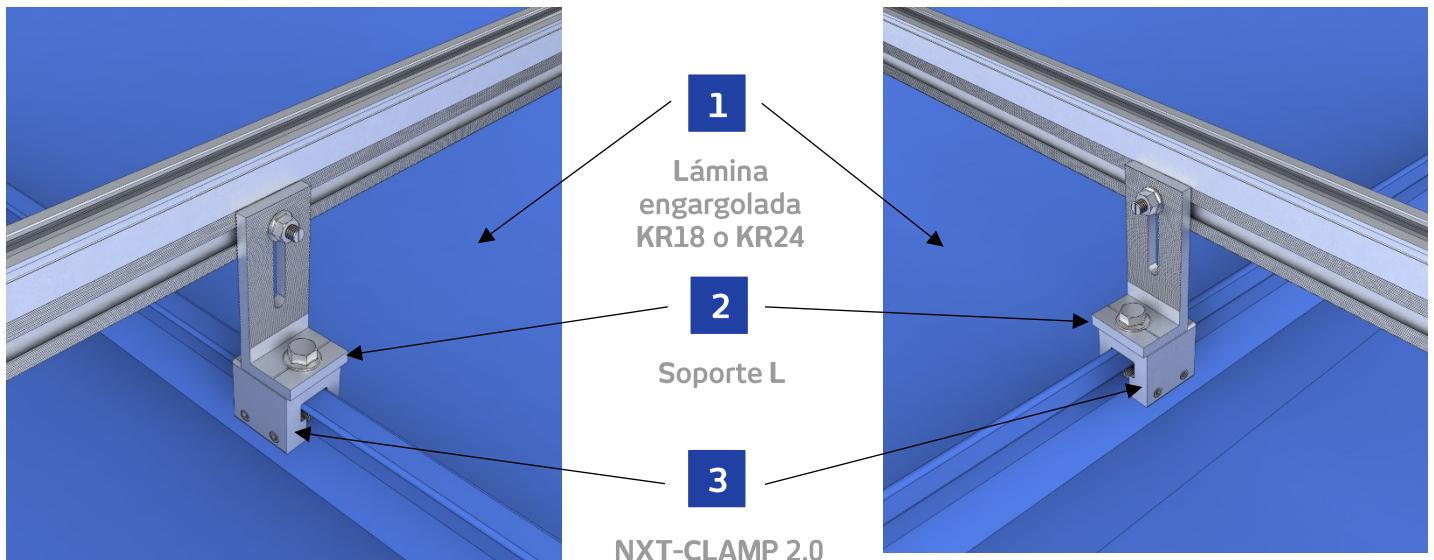 1
Lámina
engargolada
KR18 o KR24
2
Soporte L
3
NXT-CLAMP 2.0